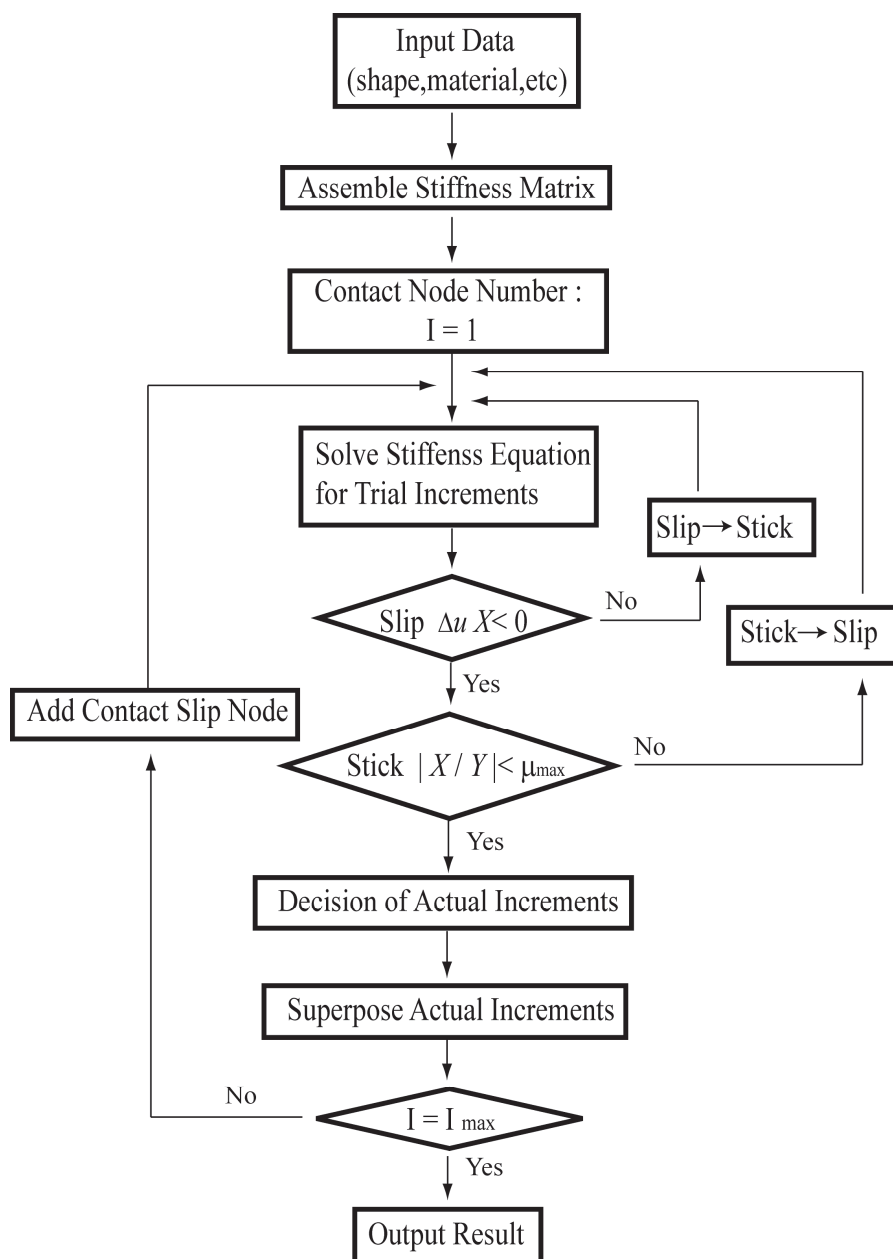 Input Data
(shape,material,etc)
Assemble Stiffness Matrix
Contact Node Number :
I = 1
Solve Stiffenss Equation
for Trial Increments
Slip→Stick
No
Slip Δu X< 0
Stick→ Slip
Yes
Add Contact Slip Node
No
Stick | X / Y |< μmax
Yes
Decision of Actual Increments
Superpose Actual Increments
No
I = I max
Yes
Output Result